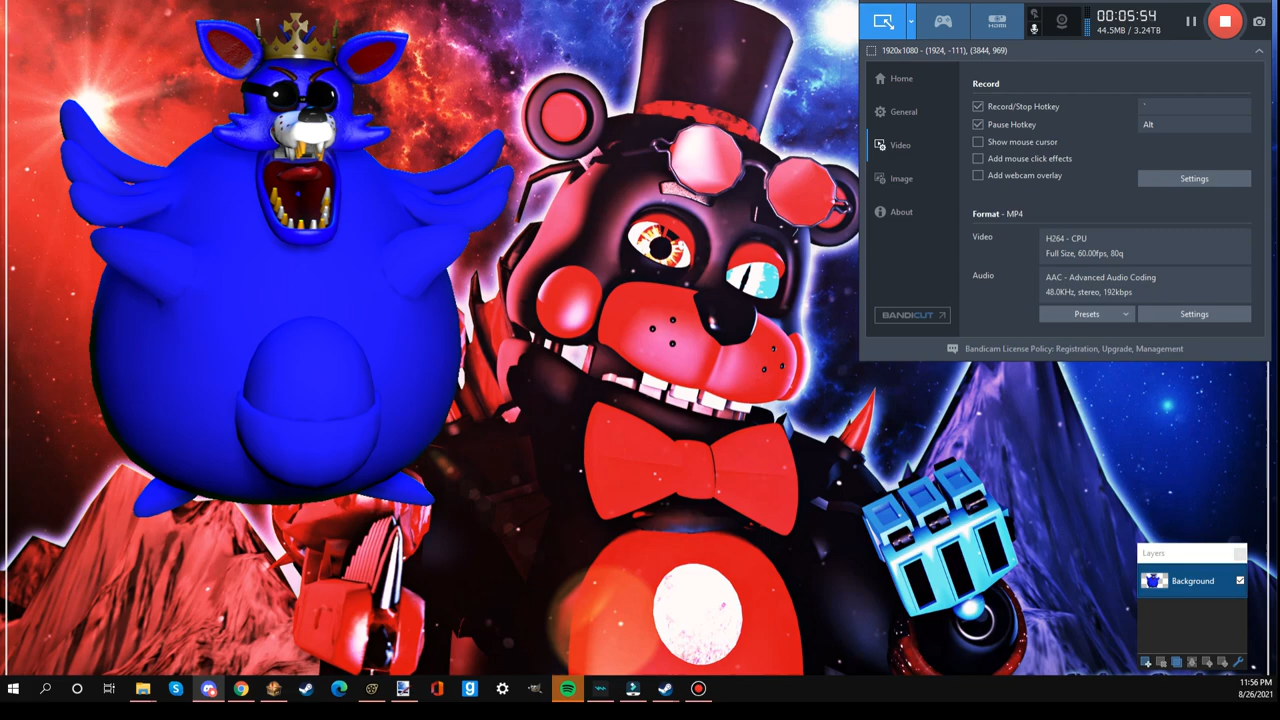 HDMI
00:05:54
44.5MB / 3.24TB
1920x1080 - (1924, -111), (3844, 969)
Home
General
Video
Image
About
BANDICUT
Record
Record/Stop Hotkey
`
Pause Hotkey
Alt
Show mouse cursor
Add mouse click effects
Add webcam overlay
Settings
Format - MP4
Video
H264 - CPU
Full Size, 60.00fps, 80q
Audio
AAC - Advanced Audio Coding
48.0KHz, stereo, 192kbps
Presets
Settings
Bandicam License Policy: Registration, Upgrade, Management
Layers
Background
11:56 PM
8/26/2021